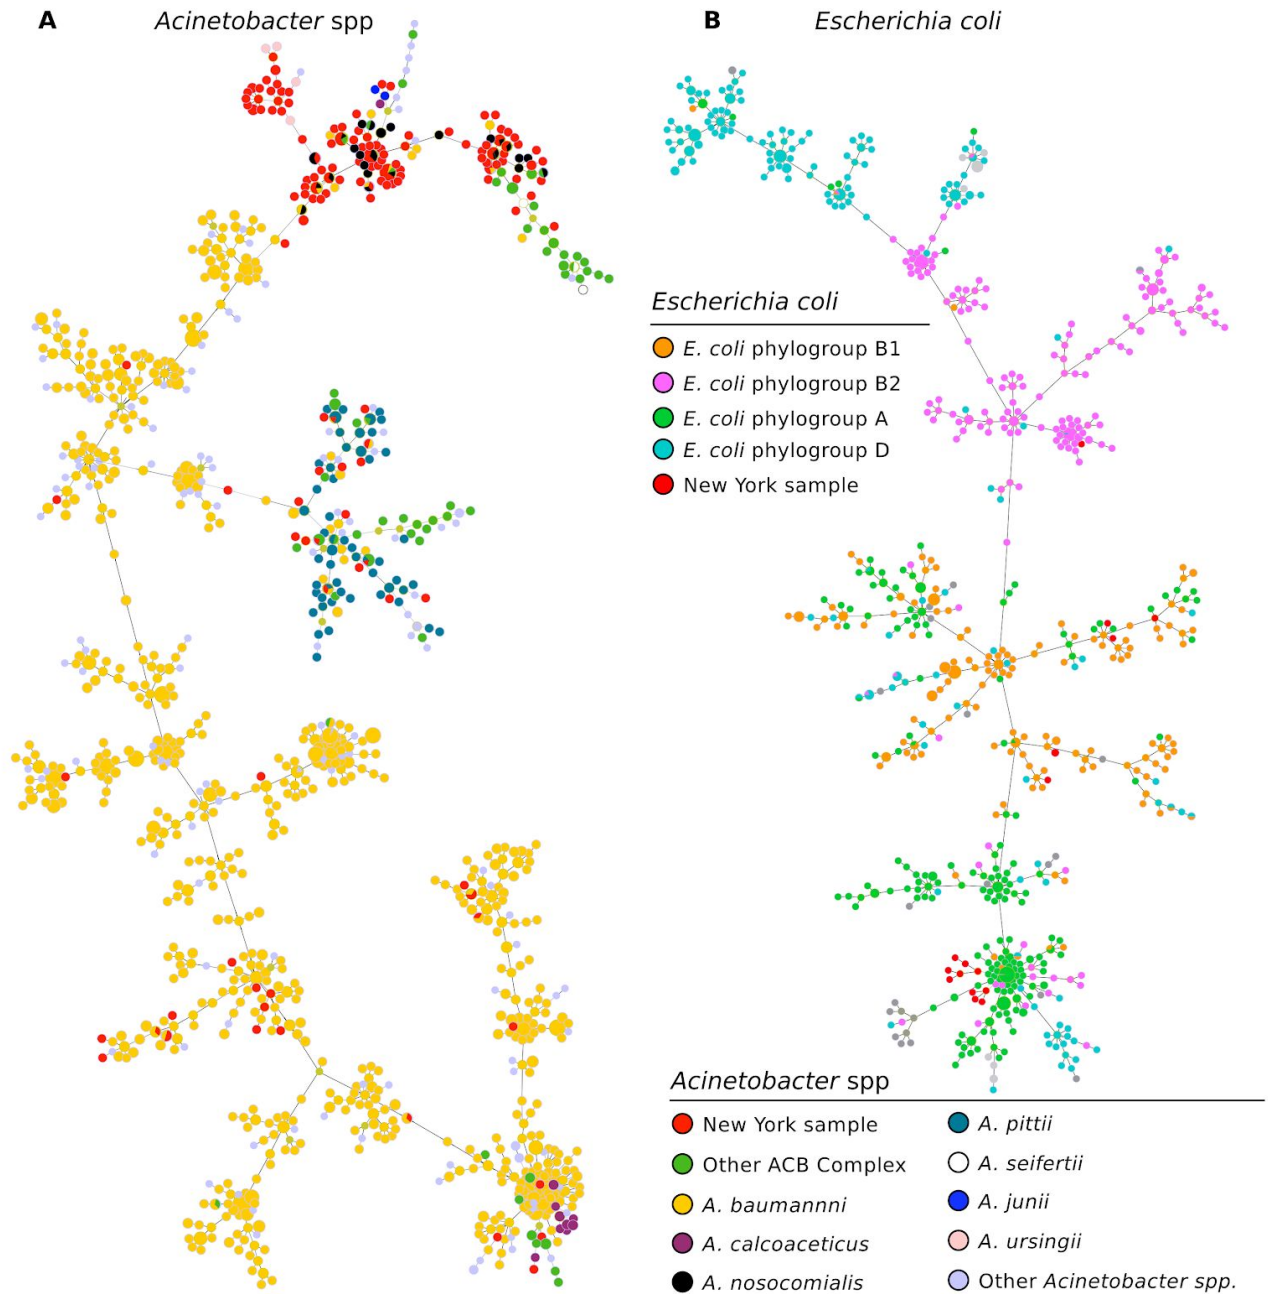 A
Acinetobacter spp
B
Escherichia coli
Escherichia coli
E. coli phylogroup B1
E. coli phylogroup B2
E. coli phylogroup A
E. coli phylogroup D
New York sample
Acinetobacter spp
New York sample
Other ACB Complex
A. baumannni
A. calcoaceticus
A. nosocomialis
A. pittii
A. seifertii
A. junii
A. ursingii
Other Acinetobacter spp.